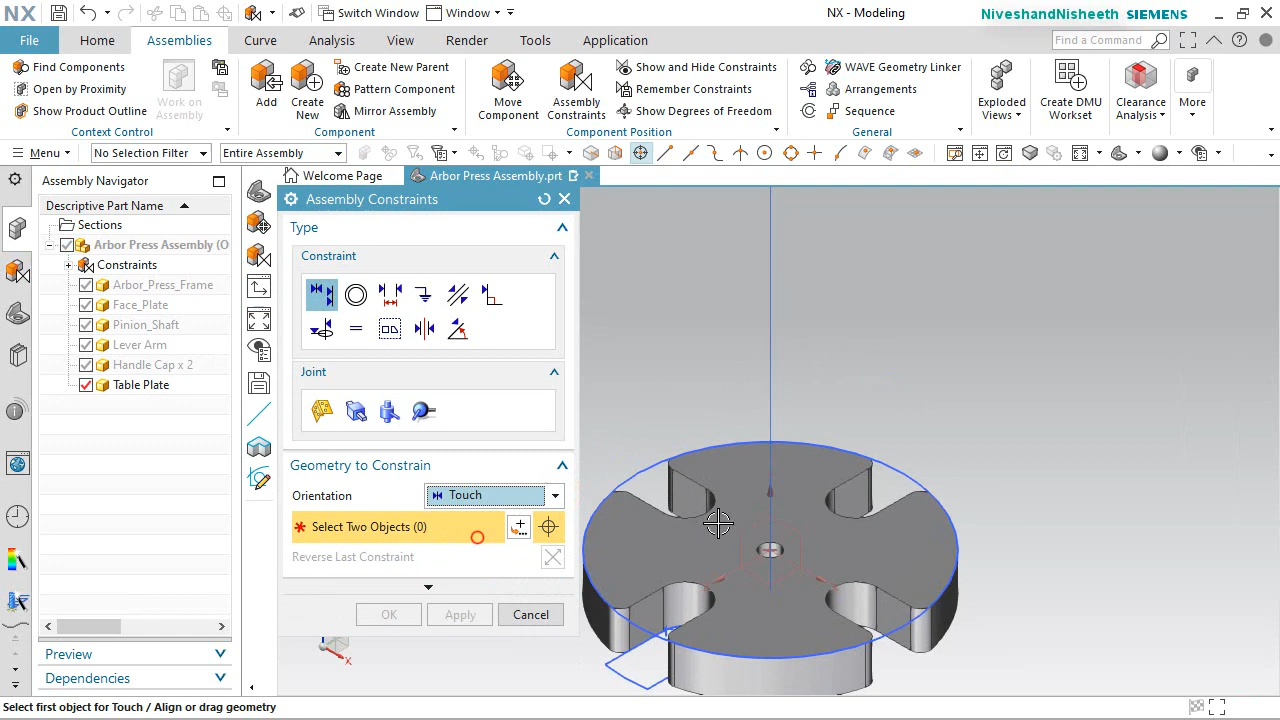 NX
Switch Window
Window
NX - Modeling
NiveshandNisheeth SIEMENS
File
Home
Assemblies
Curve
Analysis
View
Render
Tools
Application
Find a Command
Find Components
Open by Proximity
Show Product Outline
Context Control
Work on Assembly
Add
Create New
Create New Parent
Pattern Component
Mirror Assembly
Component
Move Component
Assembly Constraints
Show and Hide Constraints
Remember Constraints
Show Degrees of Freedom
Component Position
WAVE Geometry Linker
Arrangements
Sequence
General
Exploded Views
Create DMU Workset
Clearance Analysis
More
Menu
No Selection Filter
Entire Assembly
Assembly Navigator
Descriptive Part Name
Sections
Arbor Press Assembly (O
Constraints
Arbor_Press_Frame
Face_Plate
Pinion_Shaft
Lever Arm
Handle Cap x 2
Table Plate
Preview
Dependencies
Welcome Page
Arbor Press Assembly.prt
Assembly Constraints
Type
Constraint
Joint
Geometry to Constrain
Orientation
Touch
* Select Two Objects (0)
Reverse Last Constraint
OK
Apply
Cancel
X
Select first object for Touch / Align or drag geometry